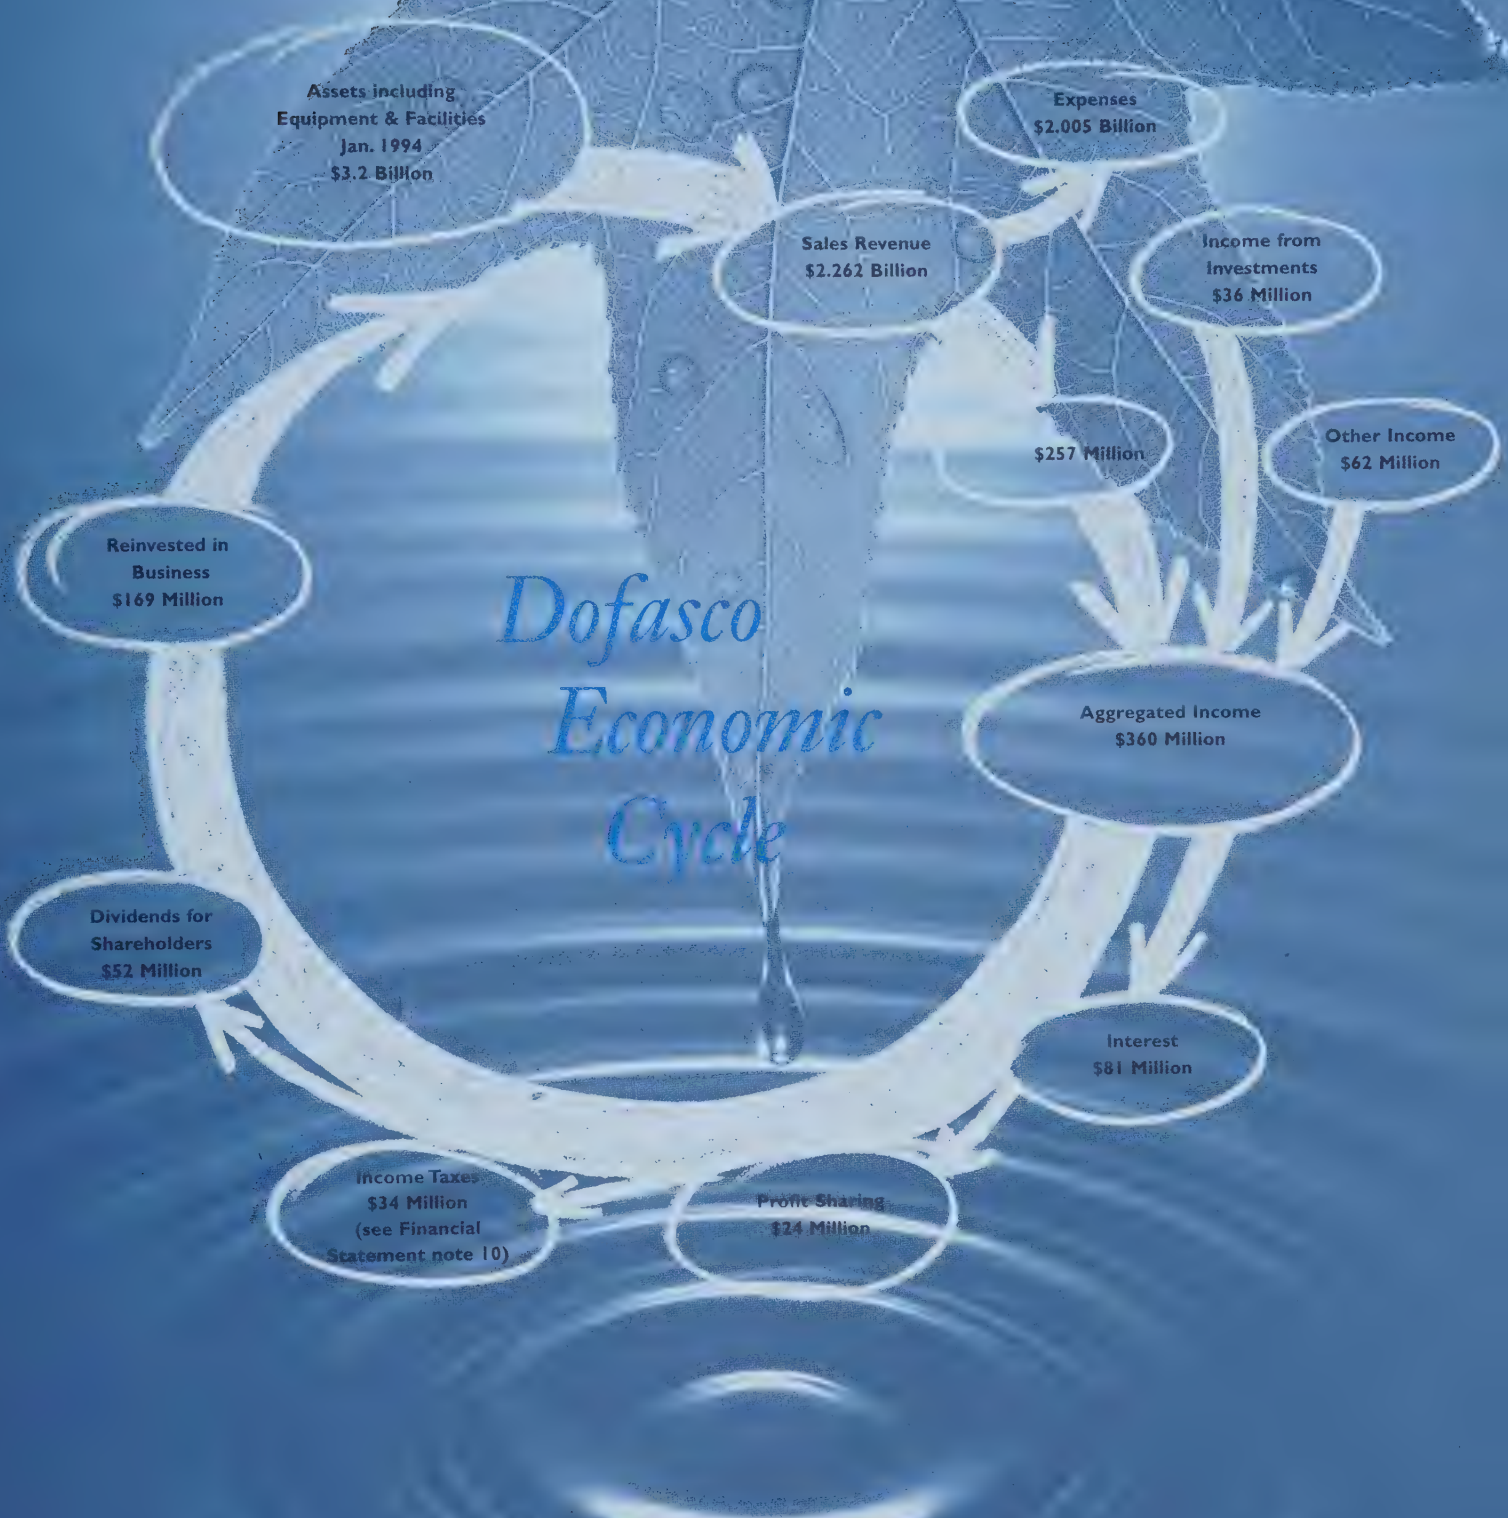 Assets including
Equipment & Facilities
Jan. 1994
$3.2 Billion
Expenses
$2.005 Billion
Sales Revenue
$2.262 Billion
Income from
Investments
$36 Million
$257 Million
Other Income
$62 Million
Reinvested in
Business
$169 Million
Dofasco
Economic
Cycle
Aggregated Income
$360 Million
Dividends for
Shareholders
$52 Million
Interest
$81 Million
Income Taxes
$34 Million
(see Financial
Statement note 10)
Profit Sharing
$24 Million